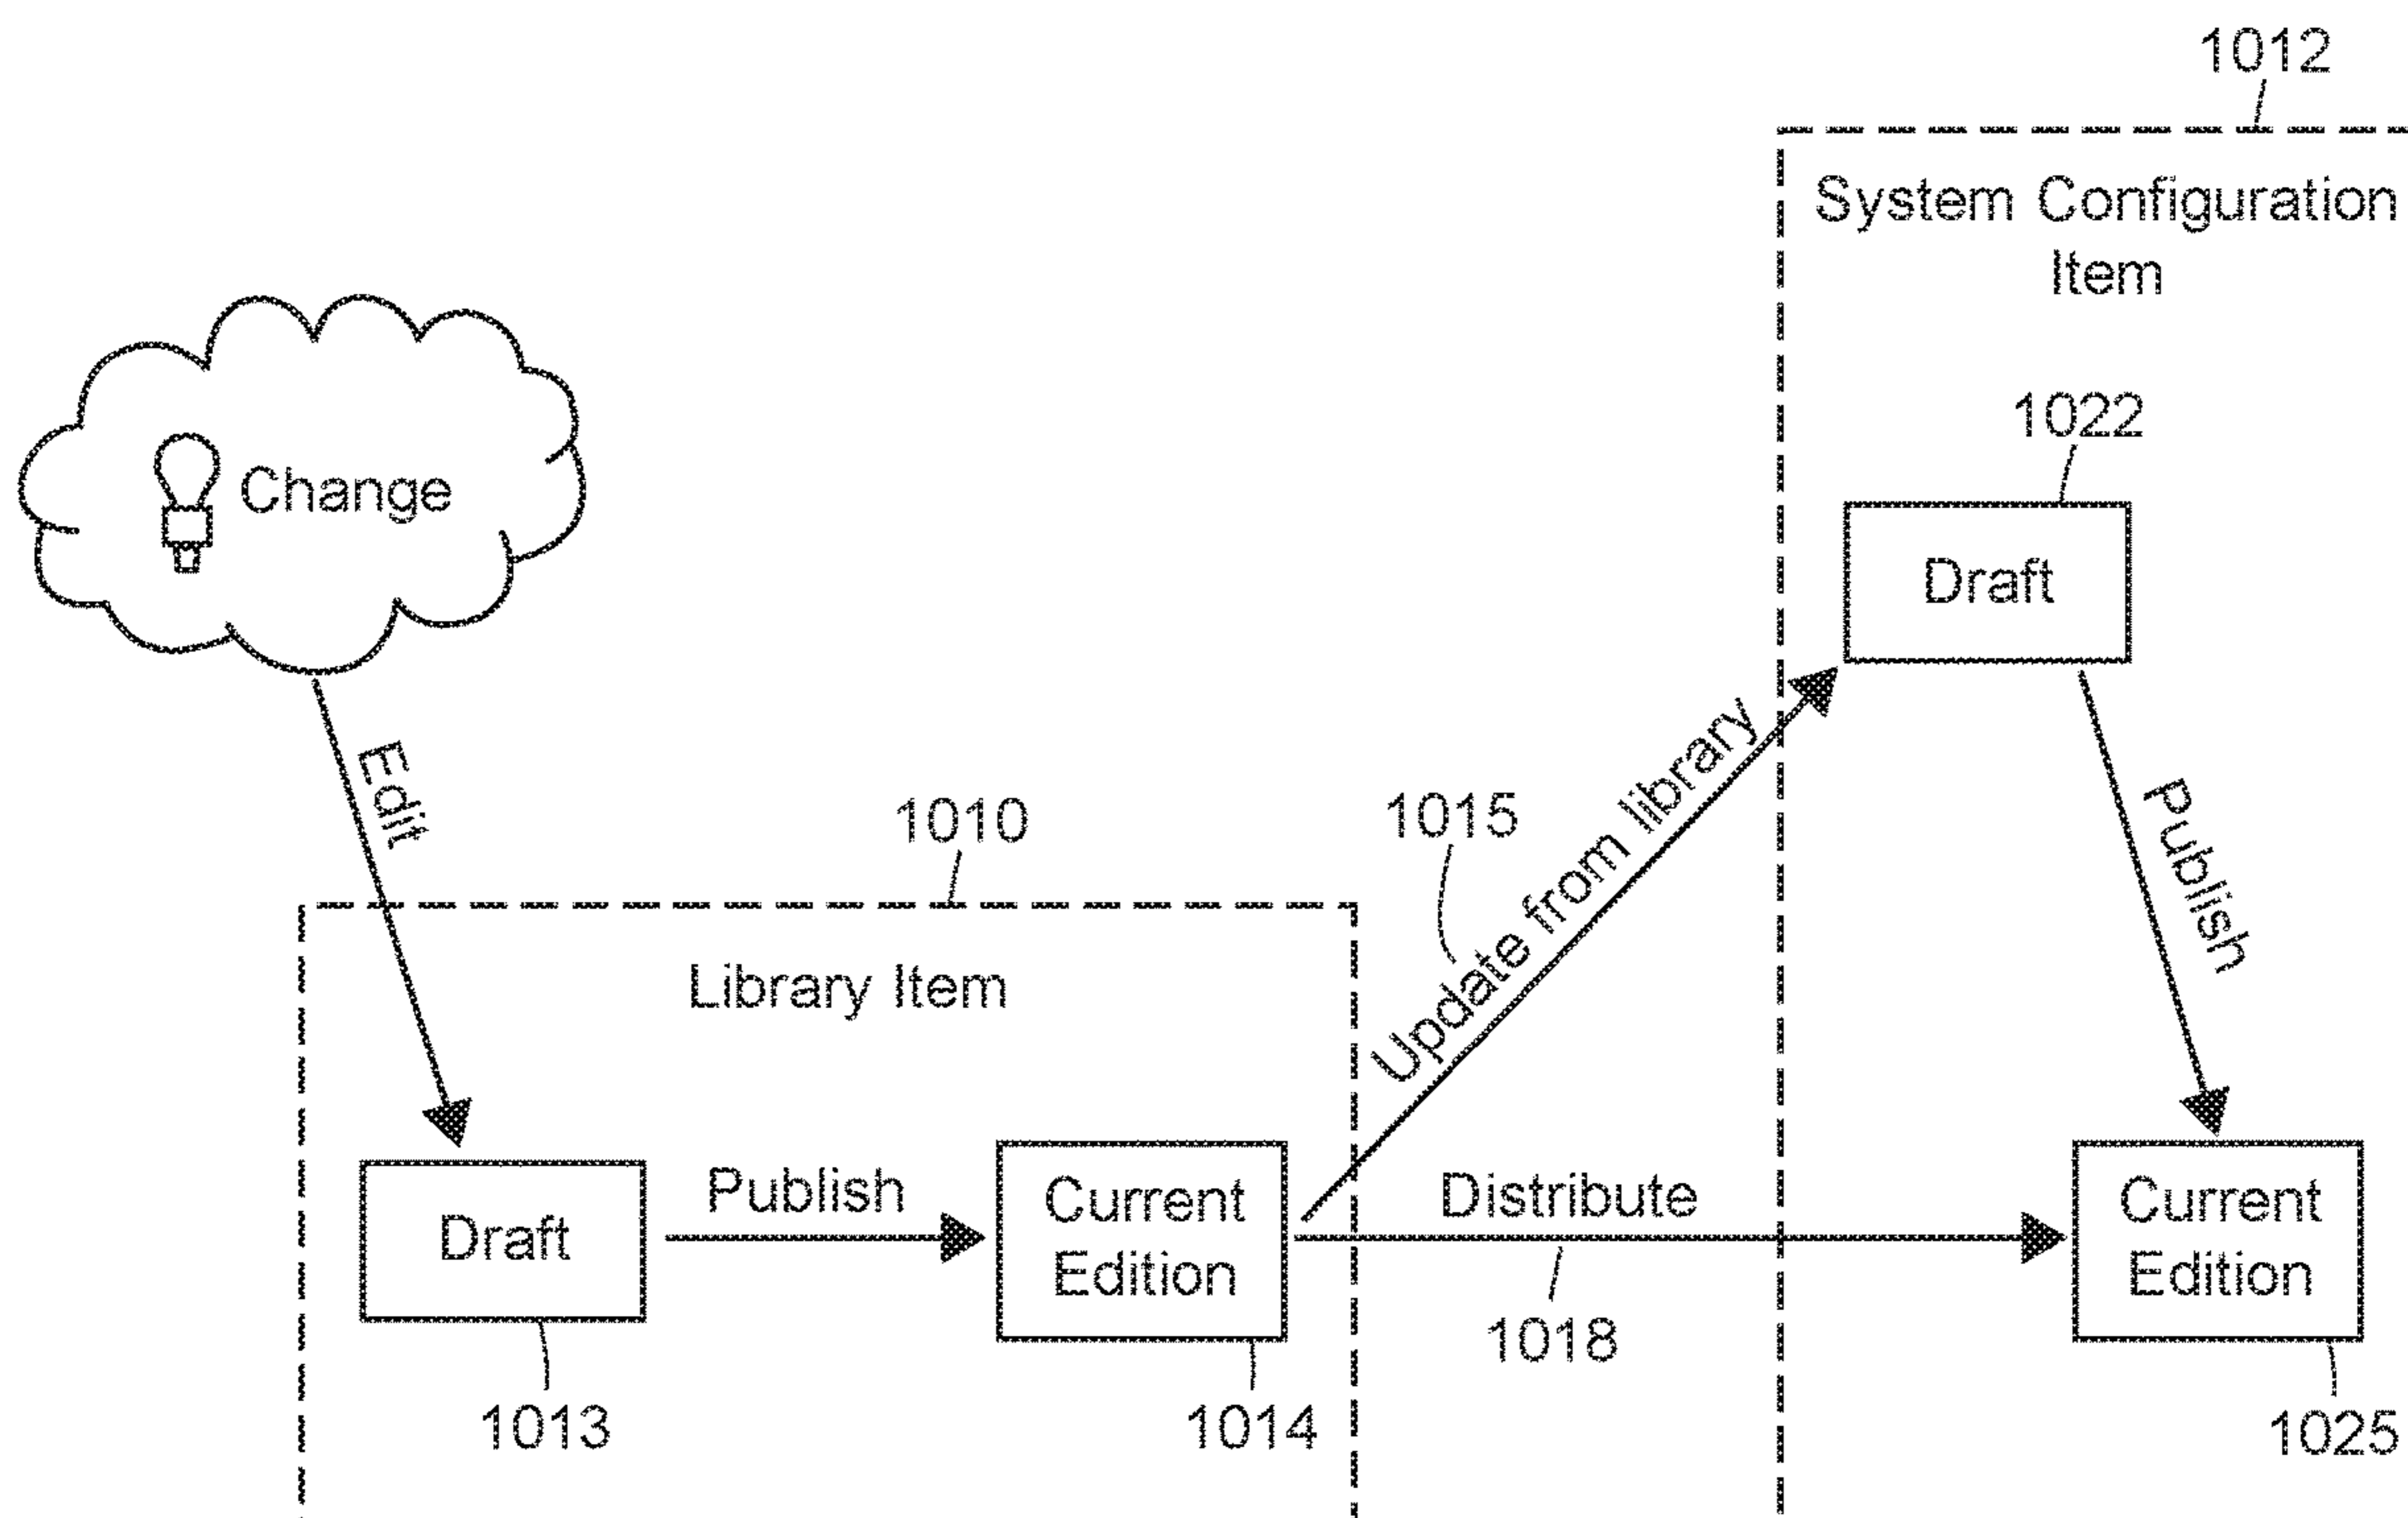 1012
System Configuration
Item
1022
Change
Draft
Edit
Update from library
Publish
1010
1015
Library Item
Draft
Publish
Current
Edition
Distribute
Current
Edition
1018
1013
1014
1025